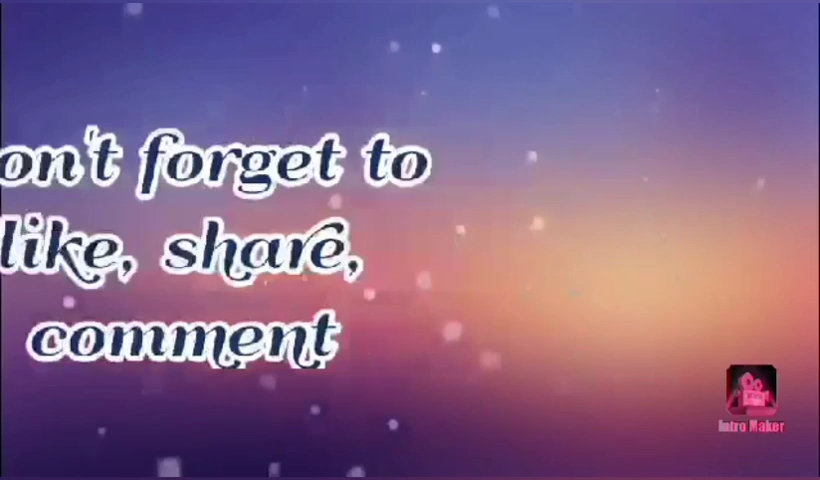 on't forget to
like, share,
comment
Intro Maker